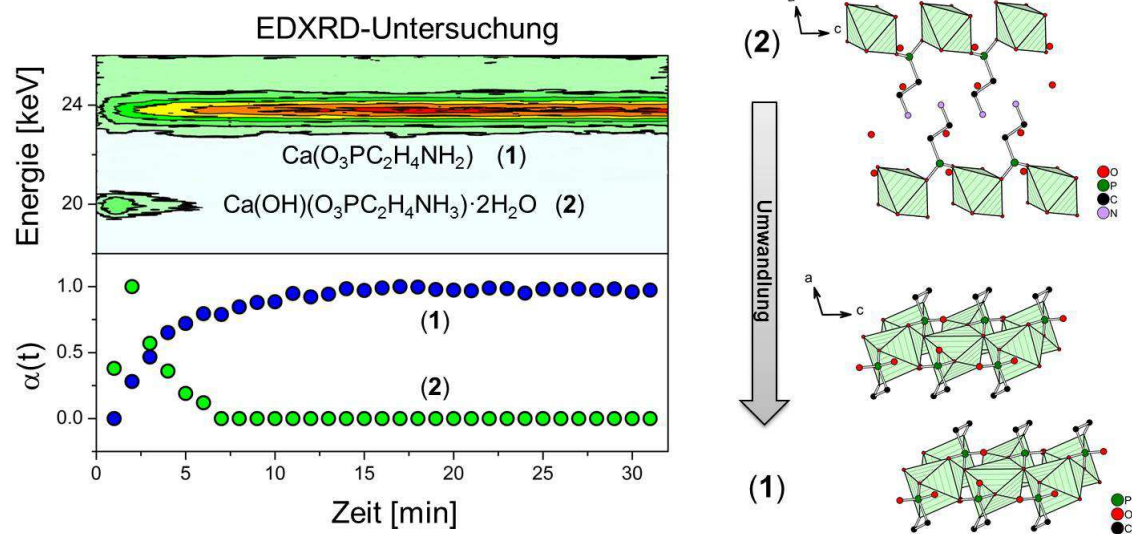 EDXRD-Untersuchung
Energie [keV]
24
20
Ca(O₃PC₂H₄NH₂) (1)
Ca(OH)(O₃PC₂H₄NH₃)·2H₂O (2)
α(t)
1.0
0.5
0.0
(1)
(2)
0 5 10 15 20 25 30
Zeit [min]
(2)
c
O
P
C
N
Umwandlung
a
c
(1)
P
O
C